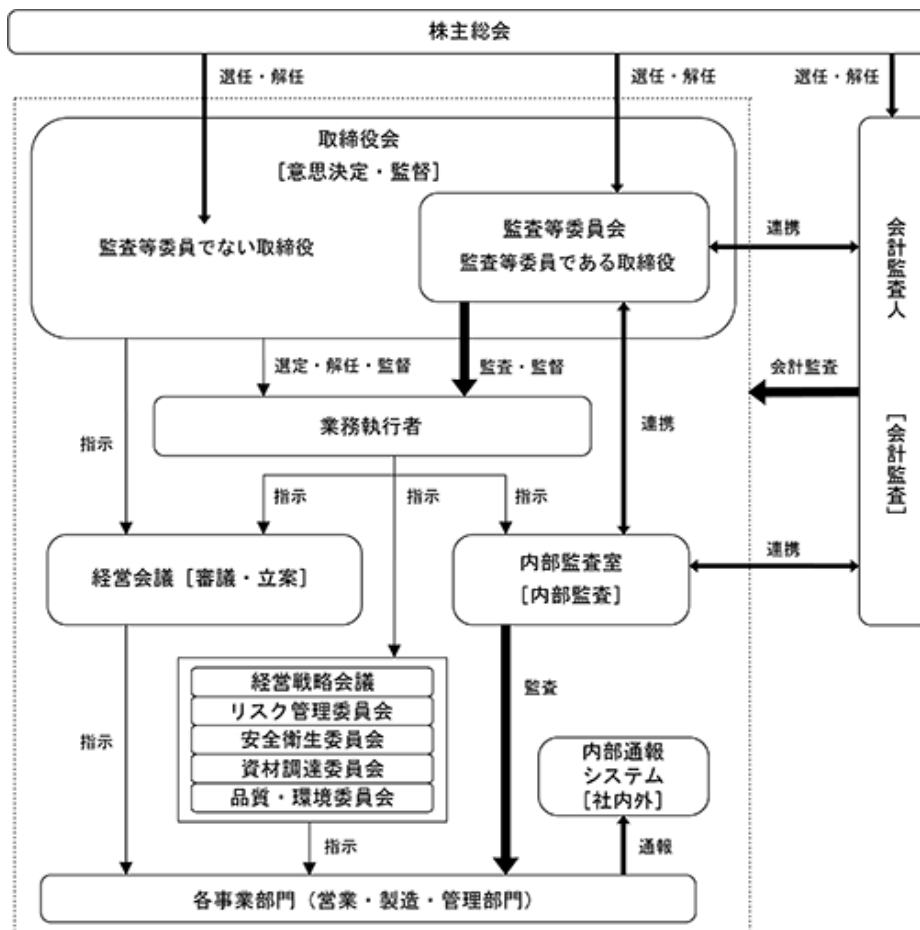 株主総会
選任・解任
選任・解任
選任・解任
取締役会
［意思決定・監督］
監査等委員でない取締役
監査等委員会
監査等委員である取締役
連携
会計監査人
［会計監査］
選定・解任・監督
監査・監督
会計監査
業務執行者
指示
連携
指示
指示
指示
経営会議［審議・立案］
内部監査室
［内部監査］
連携
経営戦略会議
リスク管理委員会
安全衛生委員会
資材調達委員会
品質・環境委員会
監査
指示
内部通報
システム
［社内外］
指示
通報
各事業部門（営業・製造・管理部門）